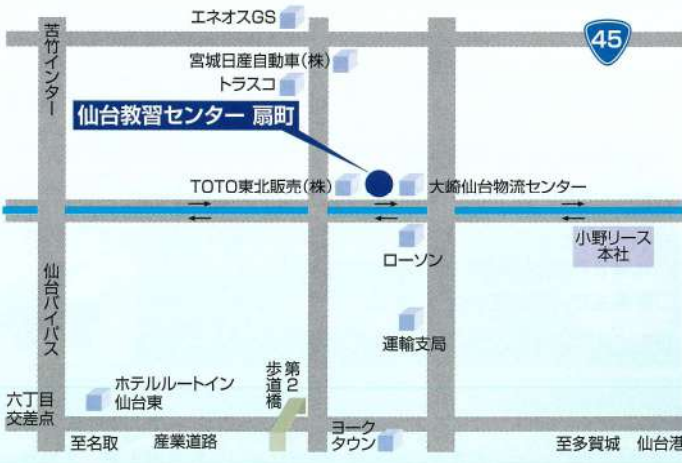 エネオスGS
45
苦竹インター
宮城日産自動車(株)
トラスコ
仙台教習センター 扇町
TOTO東北販売(株)
大崎仙台物流センター
ローソン
小野リース
本社
仙台バイパス
運輸支局
第2
歩道橋
ホテルルートイン
仙台東
六丁目
交差点
ヨーク
タウン
至名取
産業道路
至多賀城 仙台港